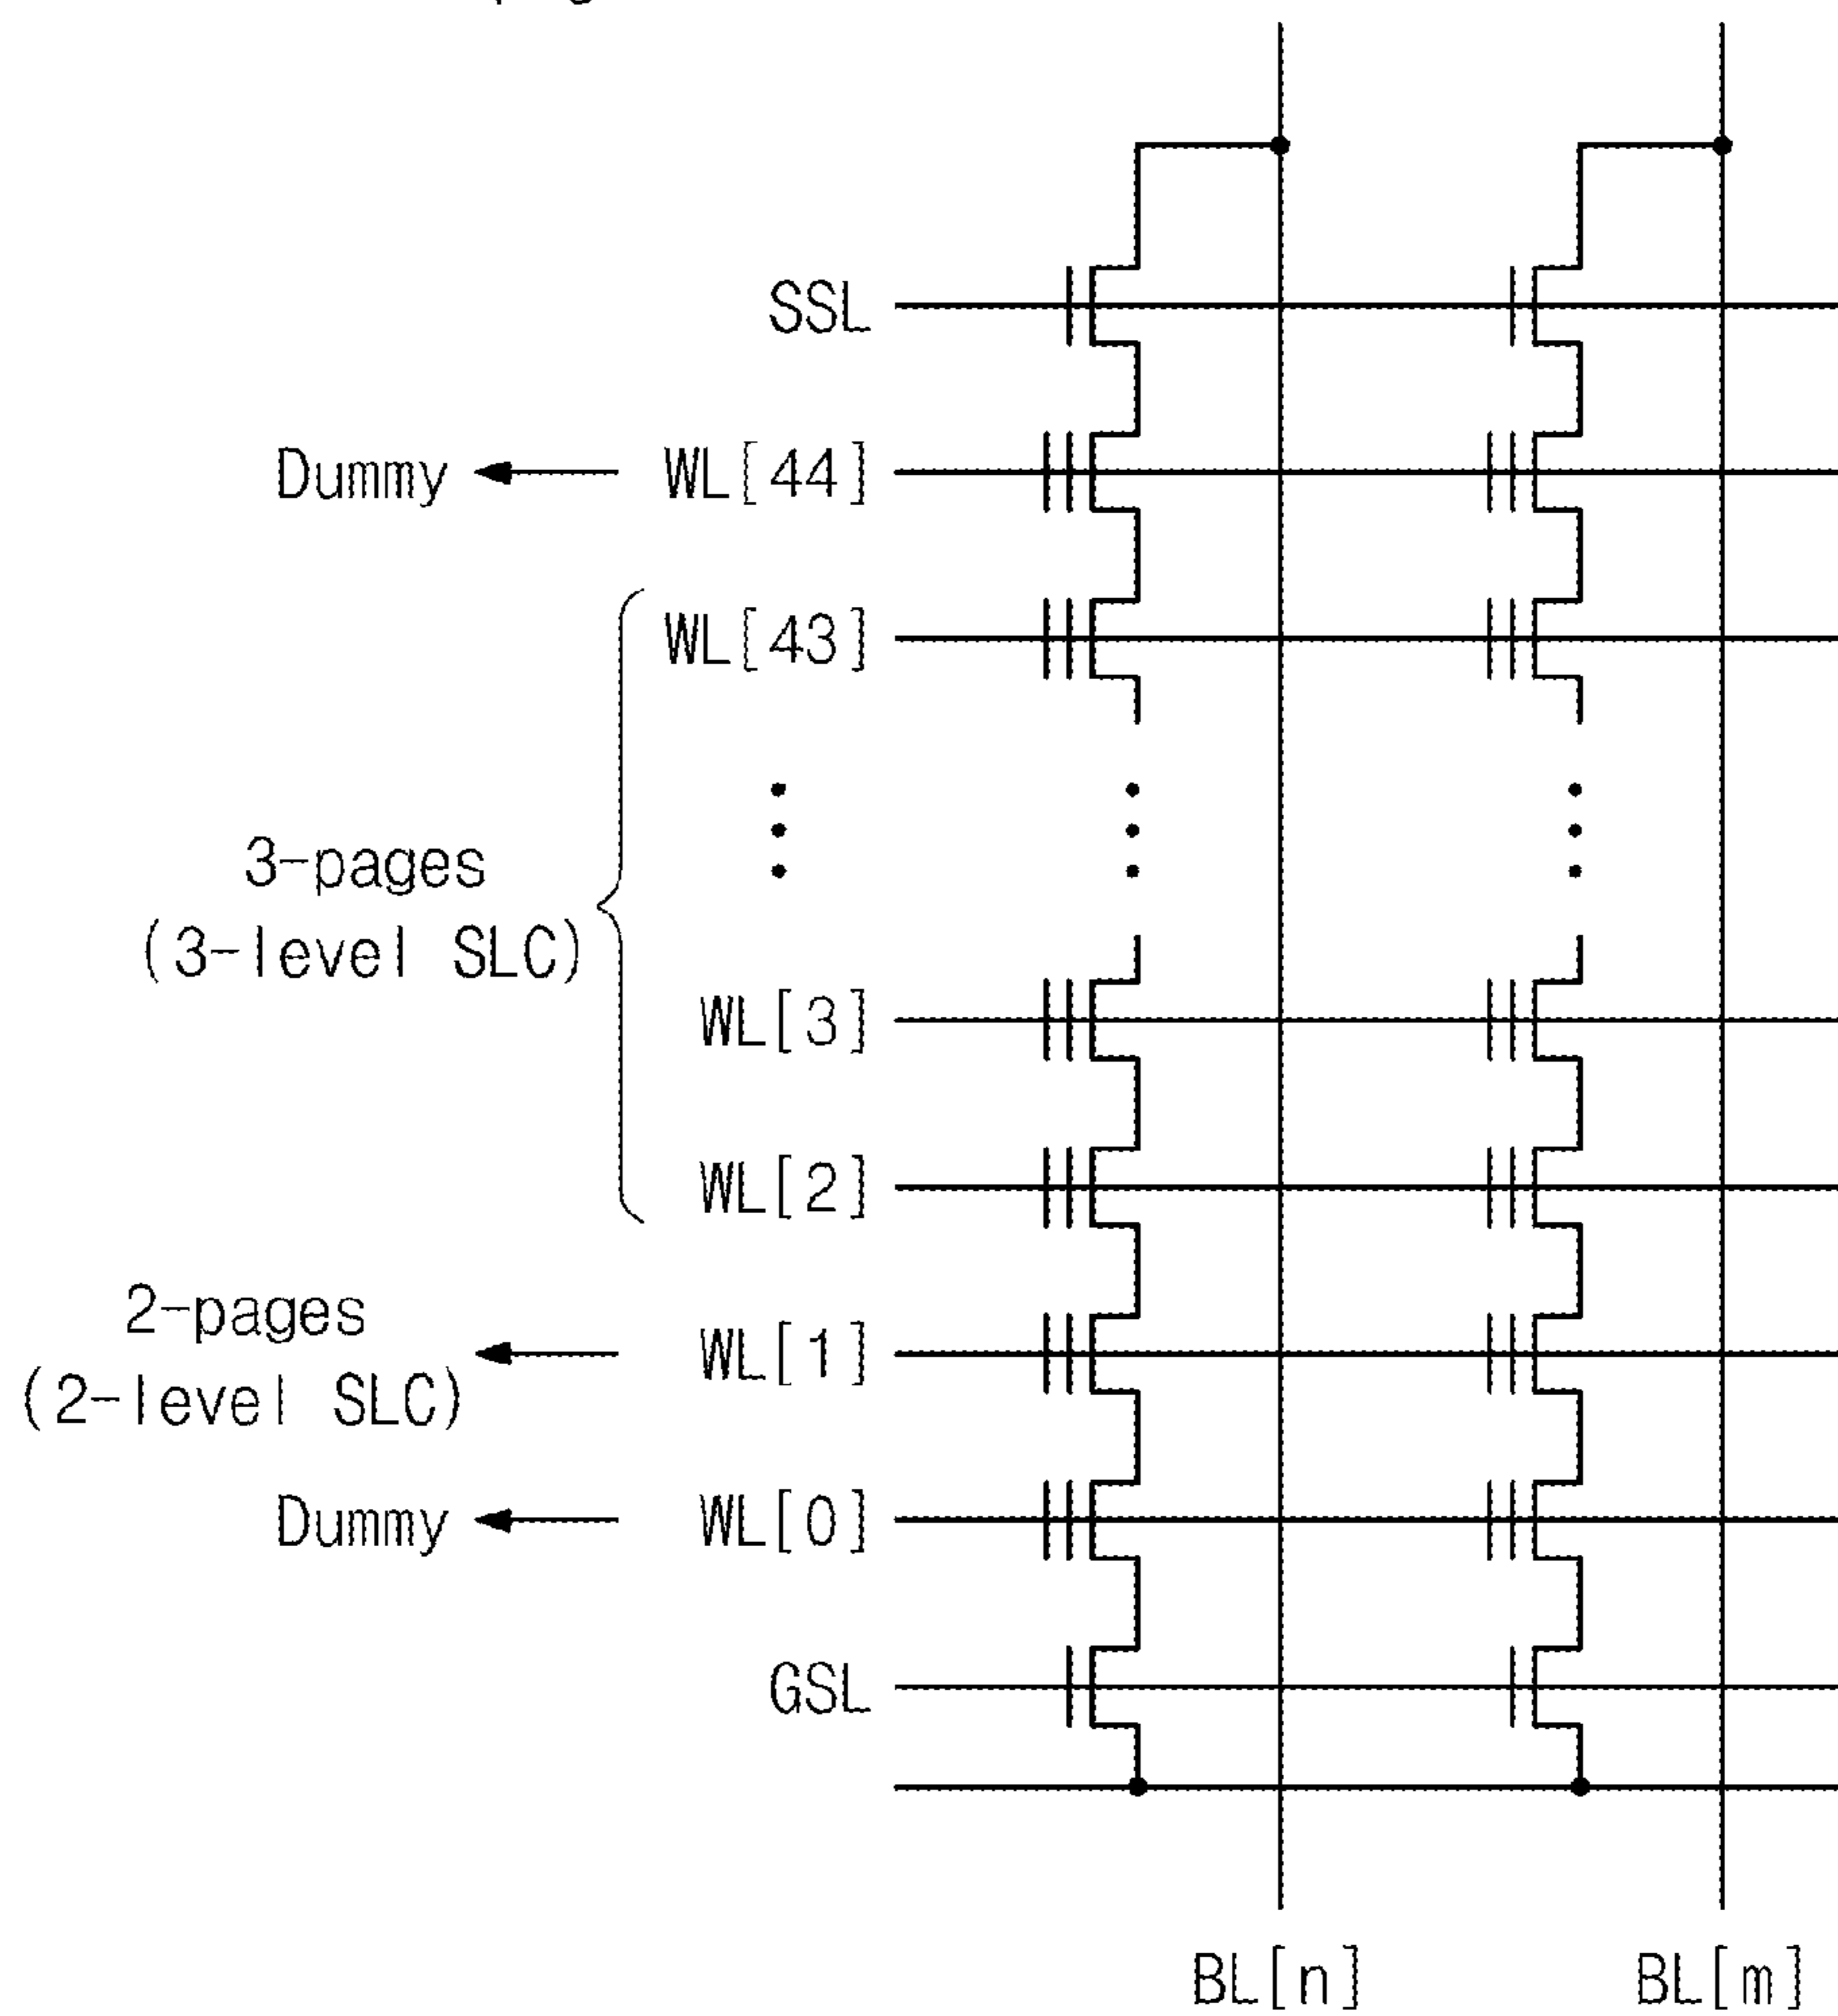 SSL
Dummy WL[44]
WL[43]
3-pages
(3-level SLC)
WL[3]
WL[2]
2-pages
WL[1]
(2-level SLC)
Dummy WL[0]
GSL
BL[n] BL[m]